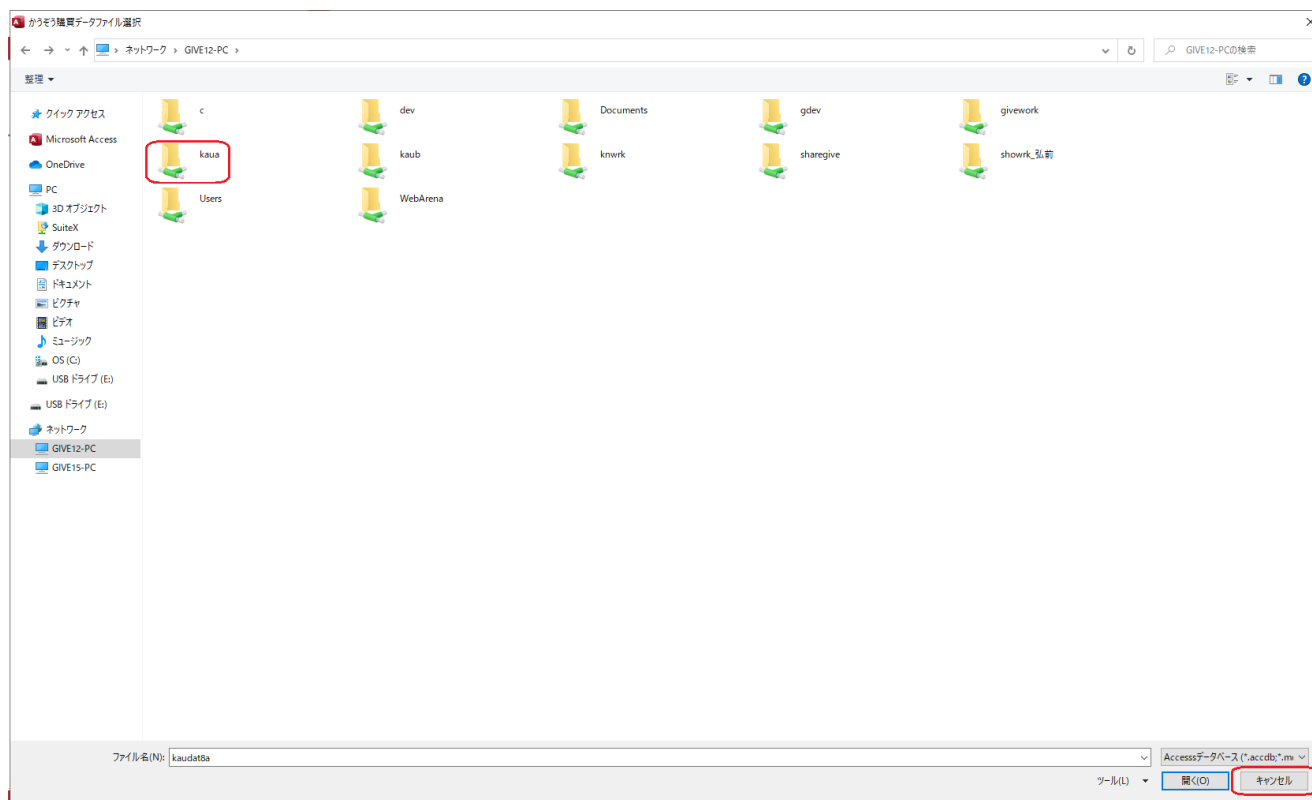 かうぞう購買データファイル選択
ネットワーク > GIVE12-PC >
GIVE12-PCの検索
整理
クイック アクセス
Microsoft Access
OneDrive
PC
3D オブジェクト
SuiteX
ダウンロード
デスクトップ
ドキュメント
ピクチャ
ビデオ
ミュージック
OS (C:)
USB ドライブ (E:)
USB ドライブ (E:)
ネットワーク
GIVE12-PC
GIVE15-PC
c
dev
Documents
gdev
givework
kaua
kaub
knwrk
sharegive
showrk_弘前
Users
WebArena
ファイル名(N):
kaudat8a
Accesssデータベース (*.accdb;*.m
ツール(L)
開く(O)
キャンセル